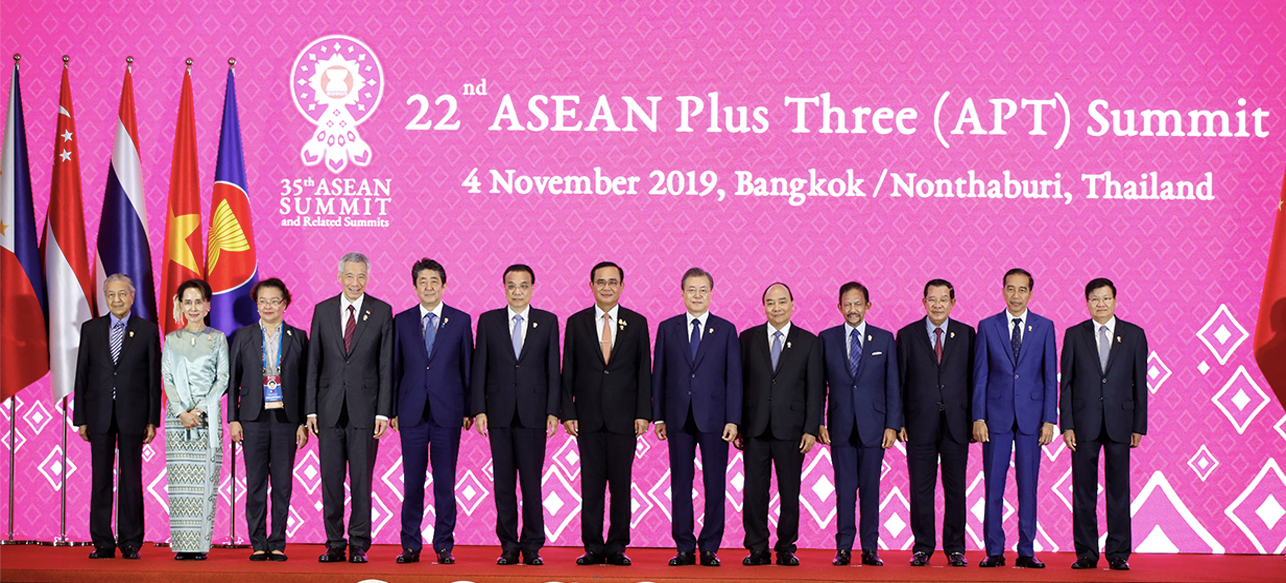 22nd ASEAN Plus Three (APT) Summit
4 November 2019, Bangkok / Nonthaburi, Thailand
35th ASEAN
SUMMIT
and Related Summits